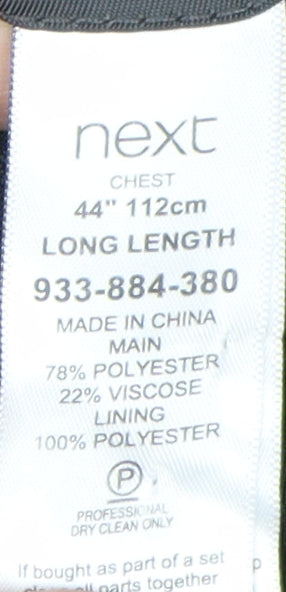 next
CHEST
44" 112cm
LONG LENGTH
933-884-380
MADE IN CHINA
MAIN
78% POLYESTER
22% VISCOSE
LINING
100% POLYESTER
P
PROFESSIONAL
DRY CLEAN ONLY
If bought as part of a set
clean all parts together